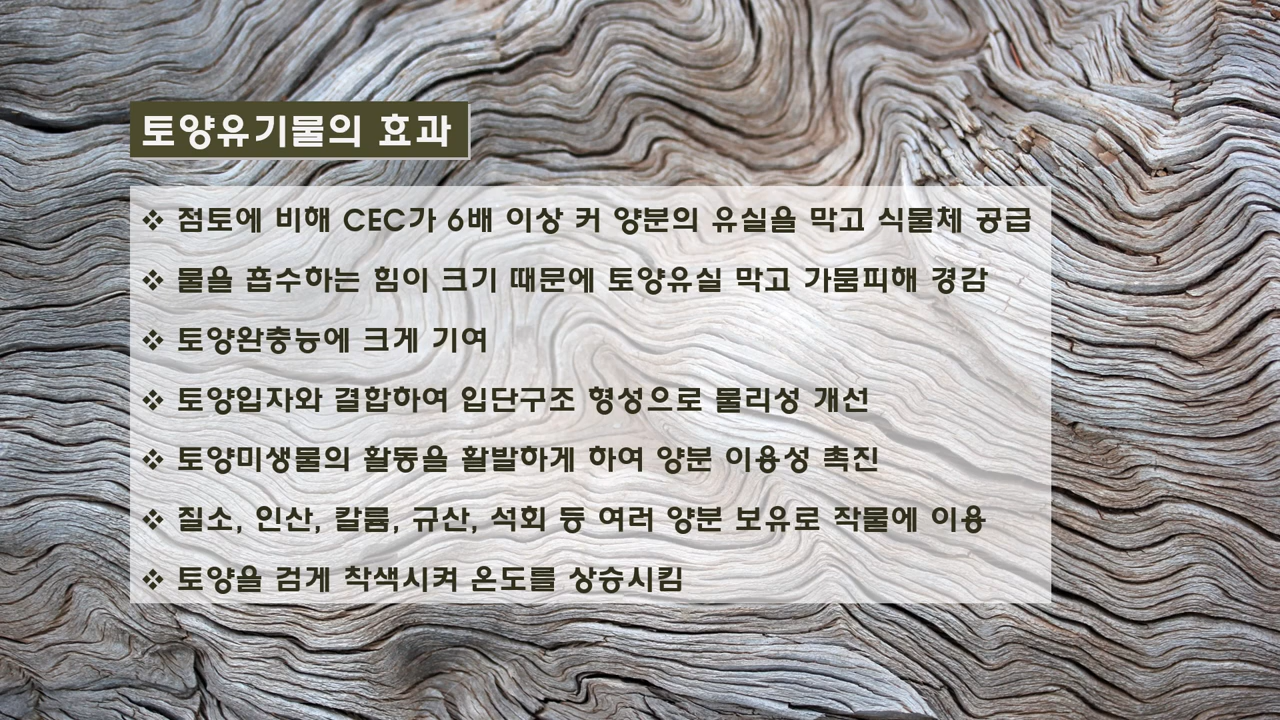 토양유기물의 효과
❖ 점토에 비해 CEC가 6배 이상 커 양분의 유실을 막고 식물체 공급
❖ 물을 흡수하는 힘이 크기 때문에 토양유실 막고 가뭄피해 경감
❖ 토양완충능에 크게 기여
❖ 토양입자와 결합하여 입단구조 형성으로 물리성 개선
❖ 토양미생물의 활동을 활발하게 하여 양분 이용성 촉진
❖ 질소, 인산, 칼륨, 규산, 석회 등 여러 양분 보유로 작물에 이용
❖ 토양을 검게 착색시켜 온도를 상승시킴